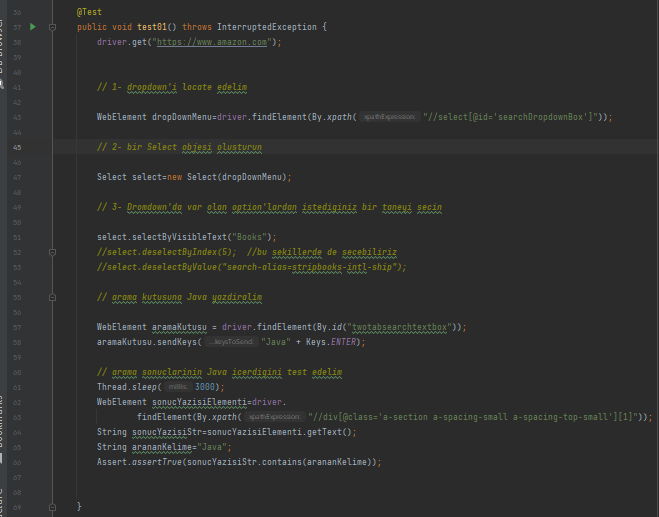 36 @Test
37 public void test01() throws InterruptedException {
38 driver.get("https://www.amazon.com");
39
40
41 // 1- dropdown'i locate edelim
42
43 WebElement dropDownMenu=driver.findElement(By.xpath( xpathExpression: "//select[@id='searchDropdownBox']"));
44
45 // 2- bir Select objesi olusturun
46
47 Select select=new Select(dropDownMenu);
48
49 // 3- Dromdown'da var olan option'lardan istediginiz bir taneyi secin
50
51 select.selectByVisibleText("Books");
52 //select.deselectByIndex(5);  //bu sekillerde de secebiliriz
53 //select.deselectByValue("search-alias=stripbooks-intl-ship");
54
55 // arama kutusuna Java yazdiralim
56
57 WebElement aramaKutusu = driver.findElement(By.id("twotabsearchtextbox"));
58 aramaKutusu.sendKeys( ...keysToSend: "Java" + Keys.ENTER);
59
60 // arama sonuclarinin Java icerdigini test edelim
61 Thread.sleep( millis: 3000);
62 WebElement sonucYazisiElementi=driver.
63 findElement(By.xpath( xpathExpression: "//div[@class='a-section a-spacing-small a-spacing-top-small'][1]"));
64 String sonucYazisiStr=sonucYazisiElementi.getText();
65 String arananKelime="Java";
66 Assert.assertTrue(sonucYazisiStr.contains(arananKelime));
67
68
69 }